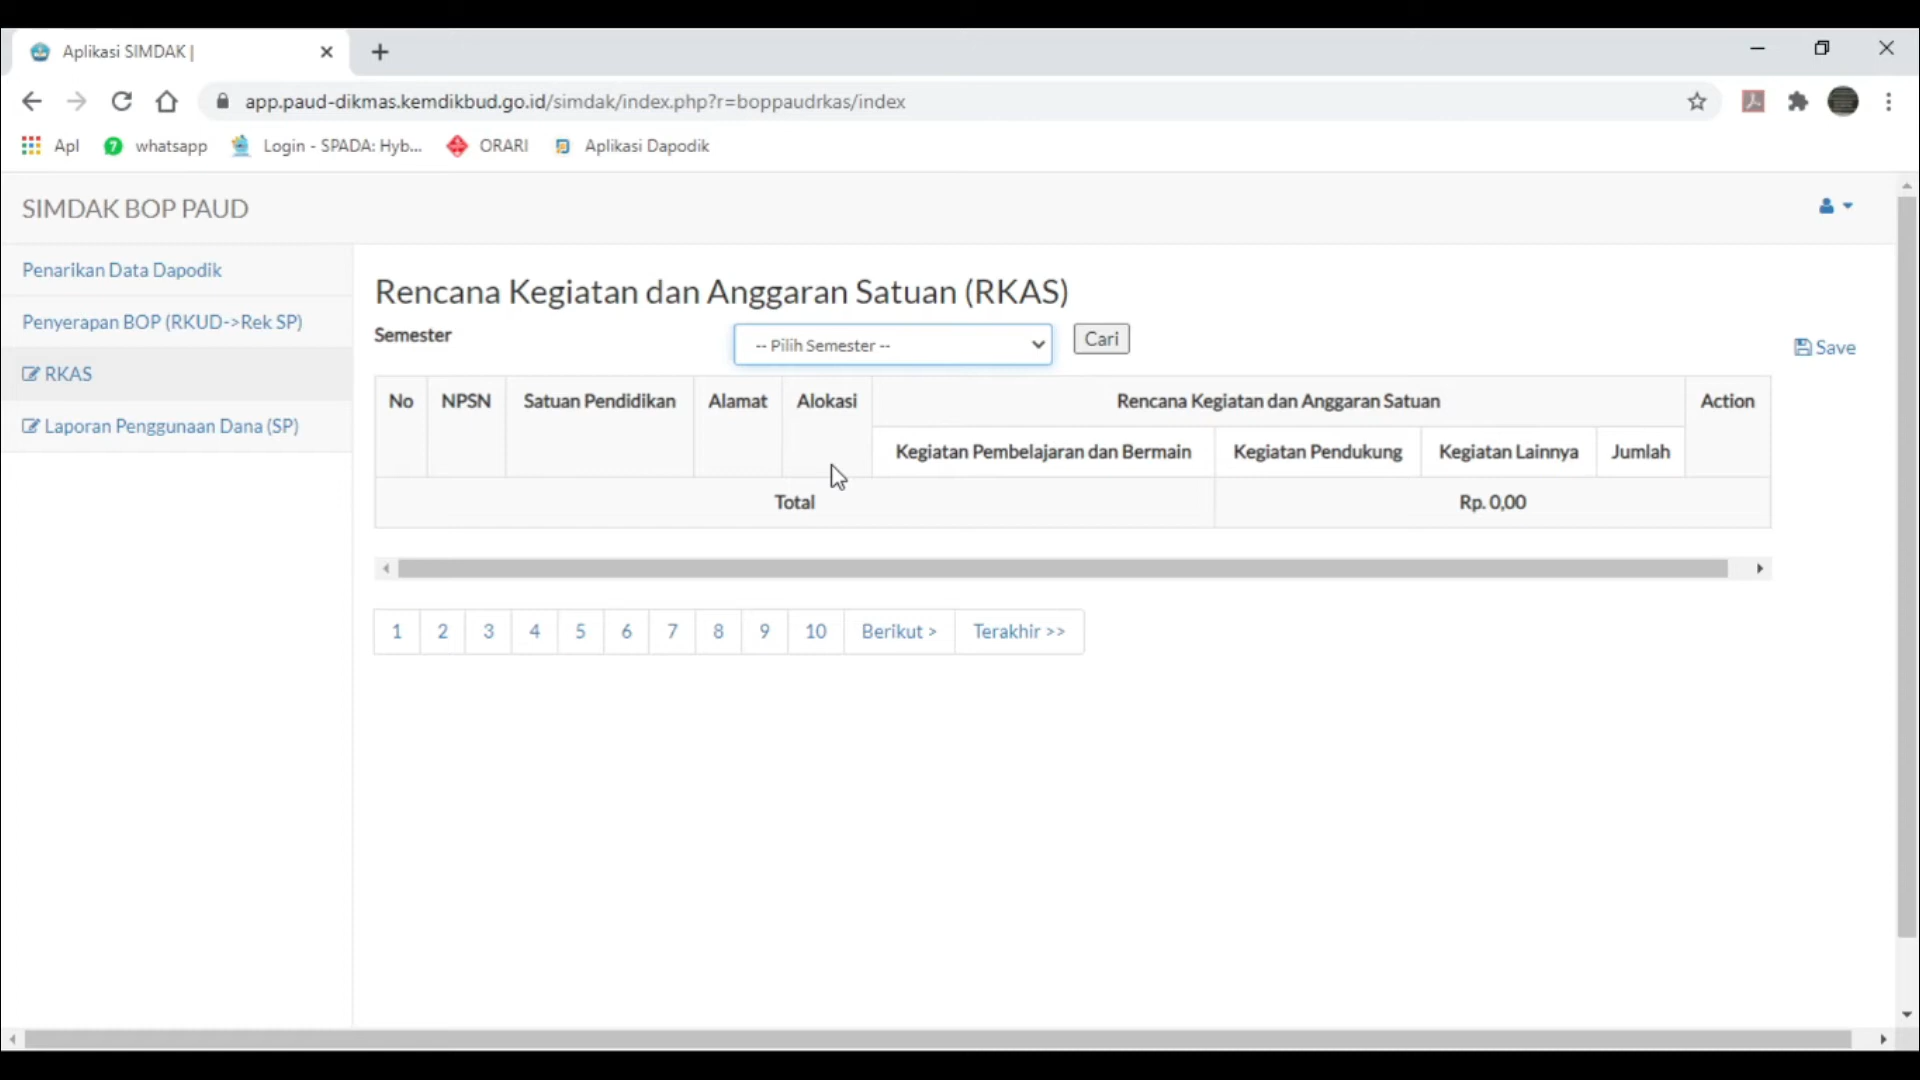 Aplikasi SIMDAK |
app.paud-dikmas.kemdikbud.go.id/simdak/index.php?r=boppaudrkas/index
Apl whatsapp Login - SPADA: Hyb... ORARI Aplikasi Dapodik
SIMDAK BOP PAUD
Penarikan Data Dapodik
Penyerapan BOP (RKUD->Rek SP)
RKAS
Laporan Penggunaan Dana (SP)
Rencana Kegiatan dan Anggaran Satuan (RKAS)
Semester -- Pilih Semester -- Cari
Save
No NPSN Satuan Pendidikan Alamat Alokasi Rencana Kegiatan dan Anggaran Satuan Action
Kegiatan Pembelajaran dan Bermain Kegiatan Pendukung Kegiatan Lainnya Jumlah
Total Rp. 0,00
1 2 3 4 5 6 7 8 9 10 Berikut > Terakhir >>